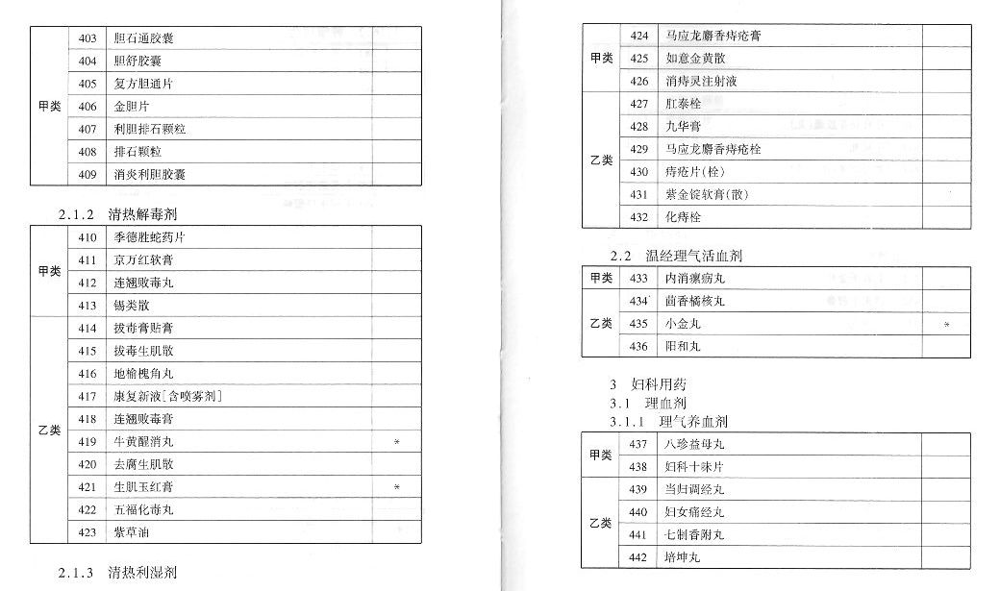 甲类
403 胆石通胶囊
404 胆舒胶囊
405 复方胆通片
406 金胆片
407 利胆排石颗粒
408 排石颗粒
409 消炎利胆胶囊
2.1.2 清热解毒剂
甲类
410 季德胜蛇药片
411 京万红软膏
412 连翘败毒丸
413 锡类散
乙类
414 拔毒膏贴膏
415 拔毒生肌散
416 地榆槐角丸
417 康复新液[含喷雾剂]
418 连翘败毒膏
419 牛黄醒消丸 *
420 去腐生肌散
421 生肌玉红膏 *
422 五福化毒丸
423 紫草油
2.1.3 清热利湿剂
甲类
424 马应龙麝香痔疮膏
425 如意金黄散
426 消痔灵注射液
乙类
427 肛泰栓
428 九华膏
429 马应龙麝香痔疮栓
430 痔疮片(栓)
431 紫金锭软膏(散)
432 化痔栓
2.2 温经理气活血剂
甲类
433 内消瘰疬丸
乙类
434 茴香橘核丸
435 小金丸 *
436 阳和丸
3 妇科用药
3.1 理血剂
3.1.1 理气养血剂
甲类
437 八珍益母丸
438 妇科十味片
乙类
439 当归调经丸
440 妇女痛经丸
441 七制香附丸
442 培坤丸